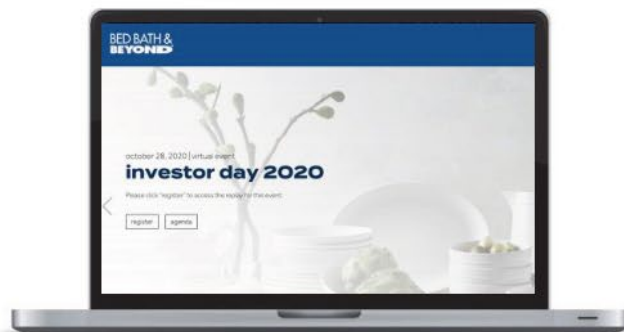 BED BATH &
BEYOND
october 28, 2020 | virtual event
investor day 2020
Please click "register" to access the replay for this event.
register
agenda